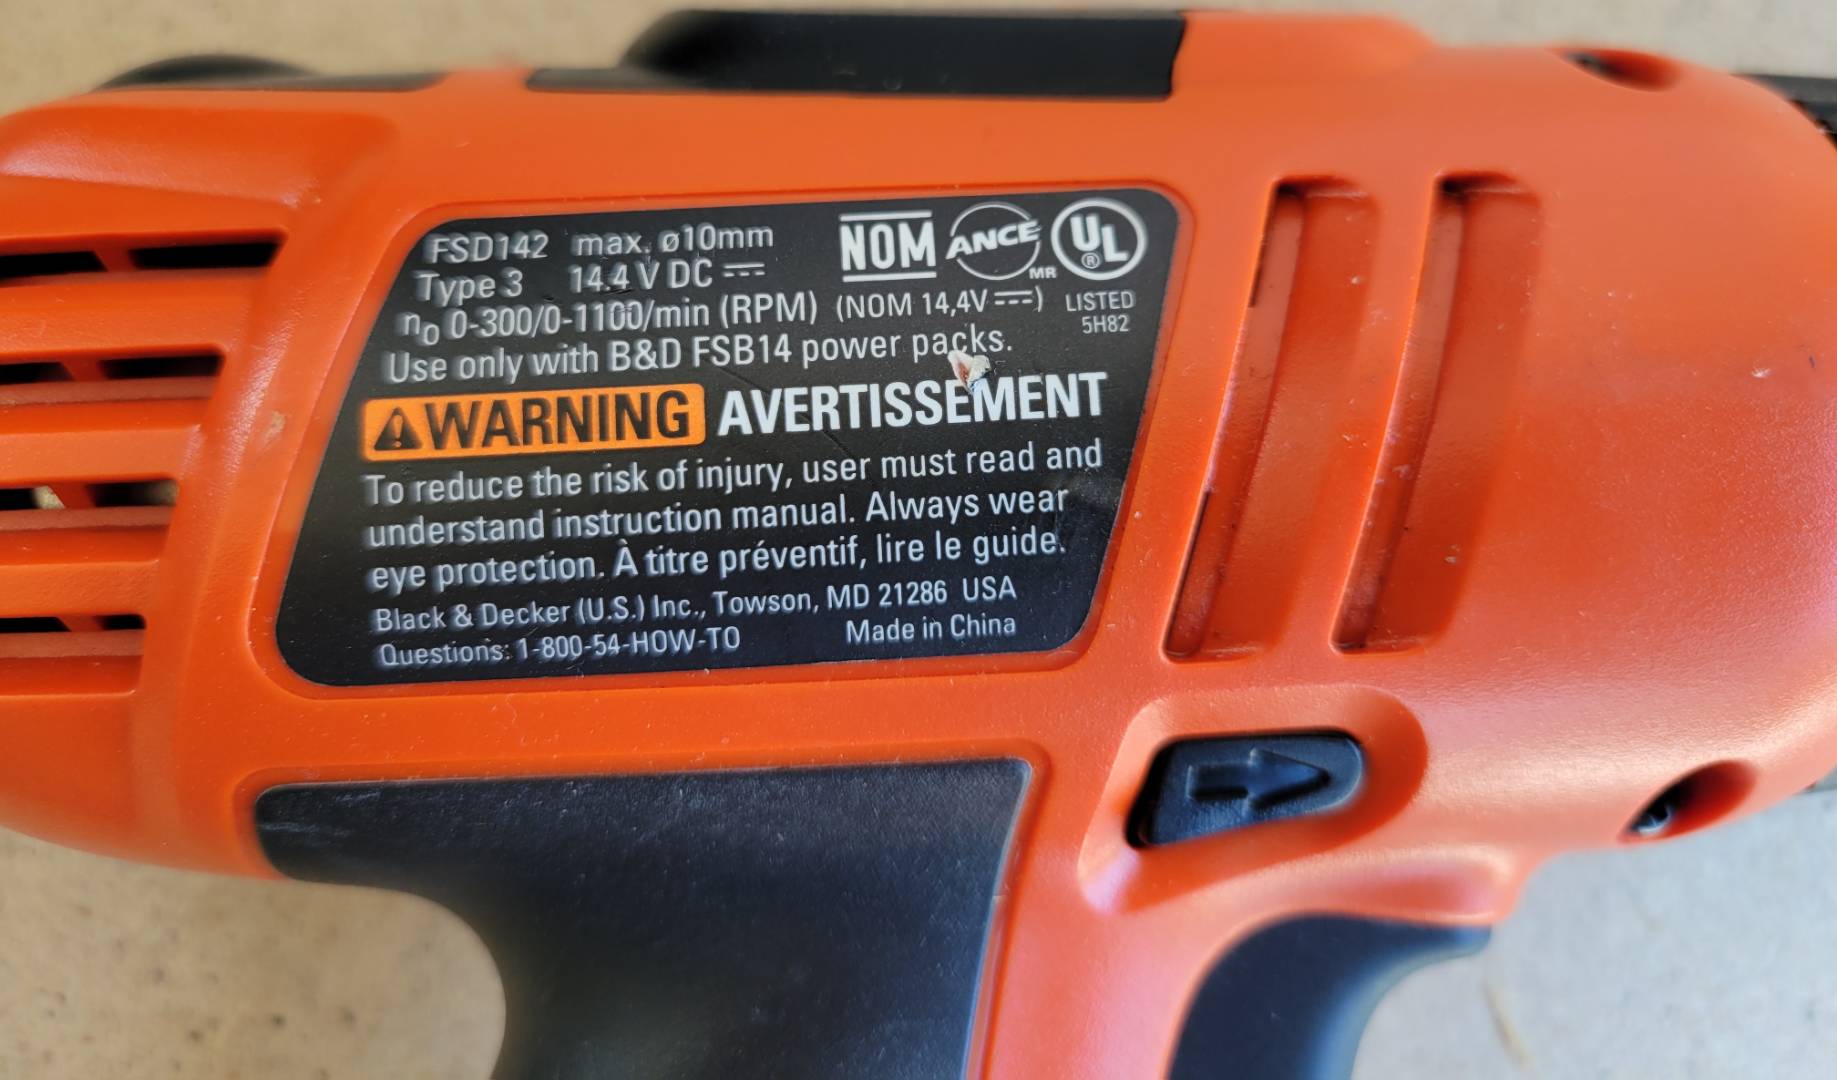 FSD142 max. ø10mm
NOM ANCE MR UL ®
Type 3 14.4 V DC ⎓
n₀ 0-300/0-1100/min (RPM) (NOM 14,4V ⎓)
LISTED
5H82
Use only with B&D FSB14 power packs.
⚠WARNING AVERTISSEMENT
To reduce the risk of injury, user must read and
understand instruction manual. Always wear
eye protection. À titre préventif, lire le guide.
Black & Decker (U.S.) Inc., Towson, MD 21286 USA
Questions: 1-800-54-HOW-TO Made in China